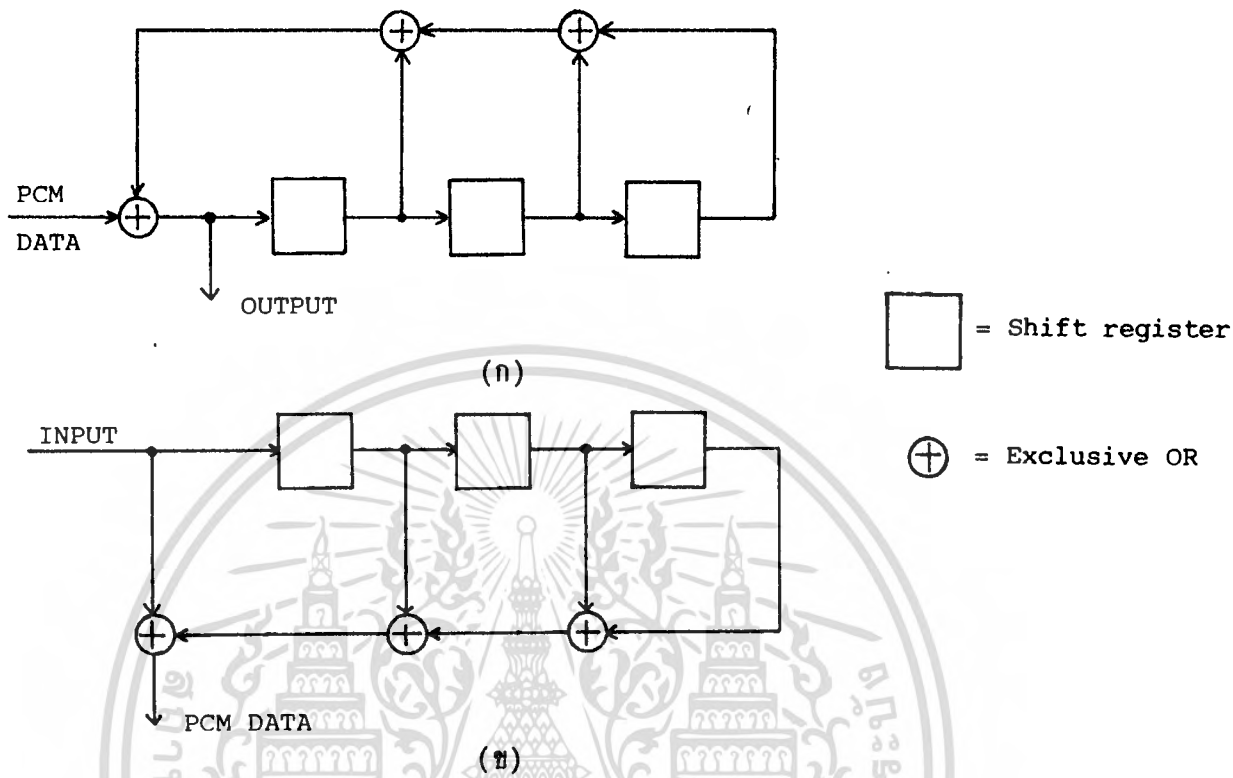 PCM
DATA
OUTPUT
= Shift register
(ก)
INPUT
= Exclusive OR
PCM DATA
(ข)